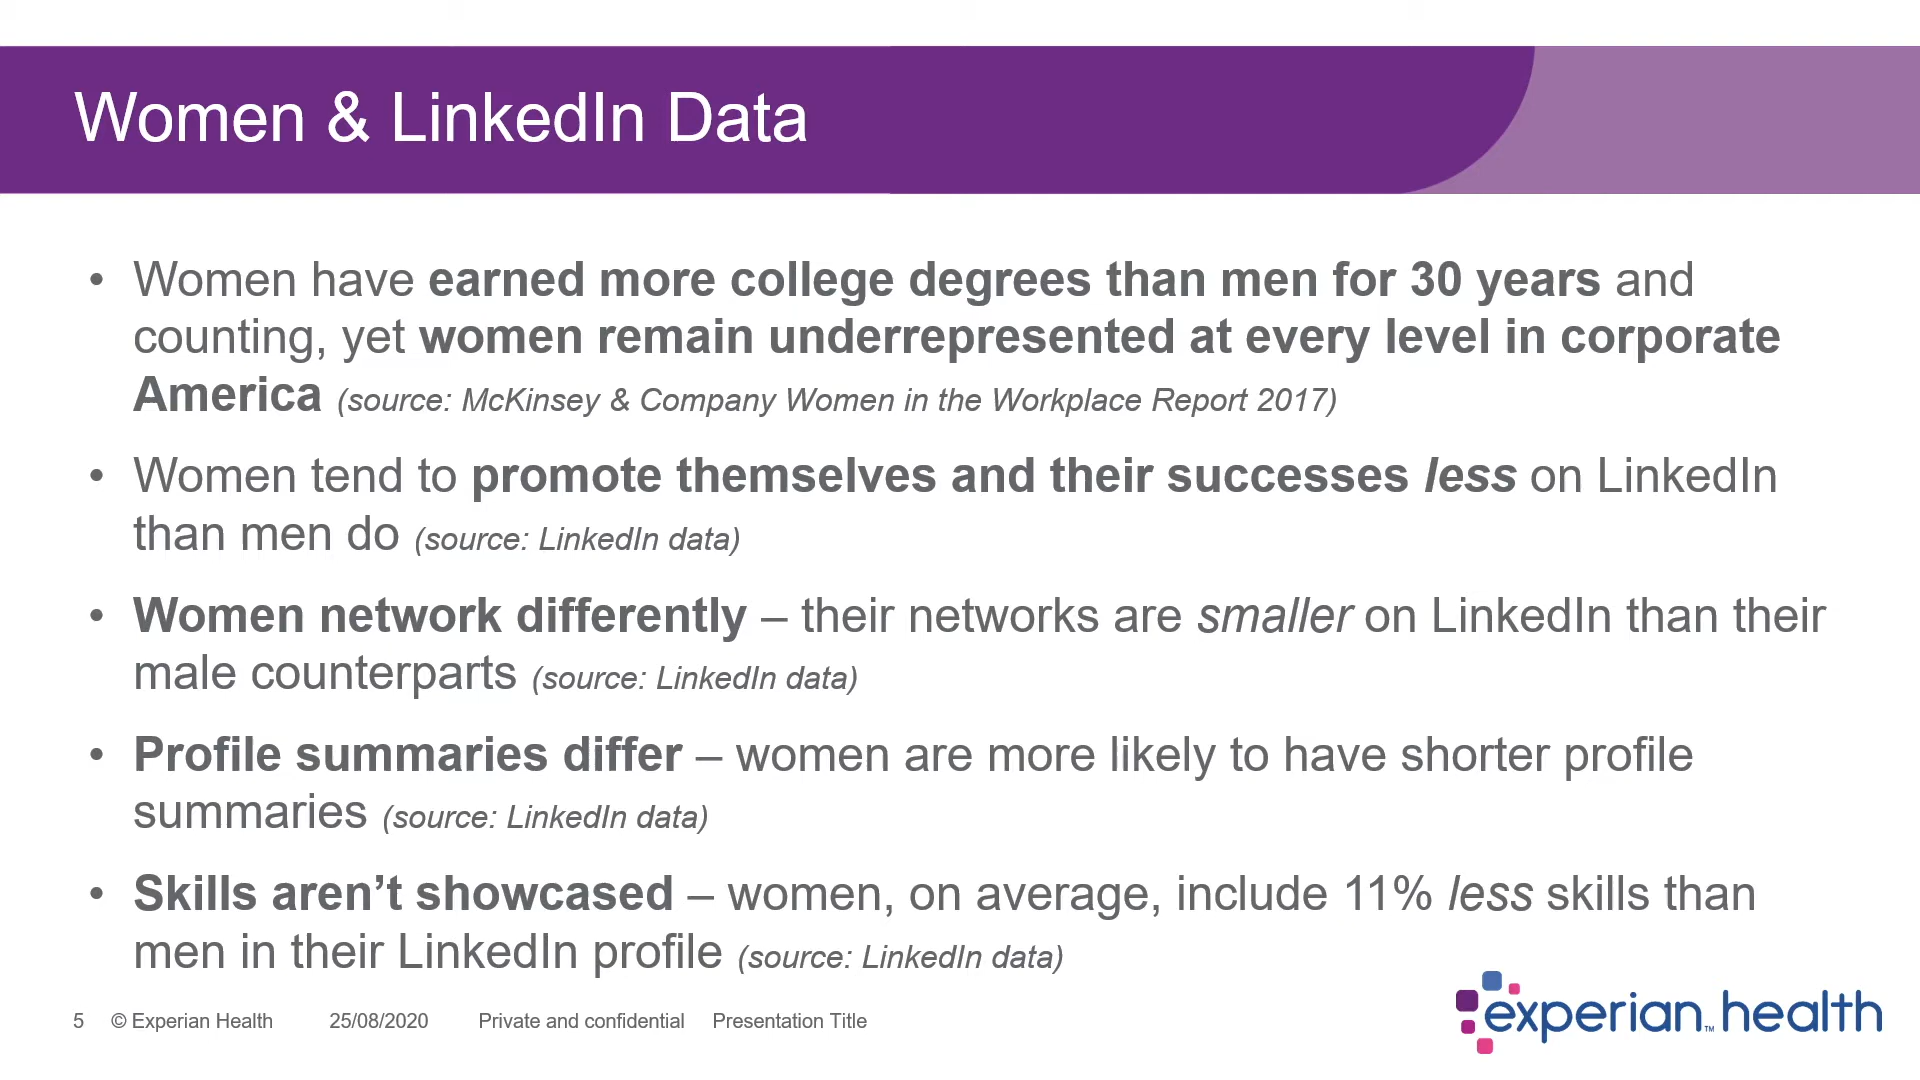 Women & LinkedIn Data
• Women have earned more college degrees than men for 30 years and
counting, yet women remain underrepresented at every level in corporate
America (source: McKinsey & Company Women in the Workplace Report 2017)
• Women tend to promote themselves and their successes less on LinkedIn
than men do (source: LinkedIn data)
• Women network differently – their networks are smaller on LinkedIn than their
male counterparts (source: LinkedIn data)
• Profile summaries differ – women are more likely to have shorter profile
summaries (source: LinkedIn data)
• Skills aren’t showcased – women, on average, include 11% less skills than
men in their LinkedIn profile (source: LinkedIn data)
5 © Experian Health 25/08/2020 Private and confidential Presentation Title
experian™ health